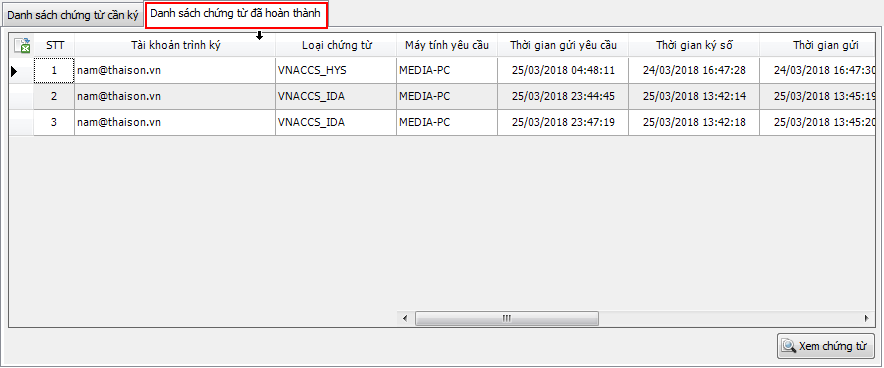 Danh sách chứng từ cần ký Danh sách chứng từ đã hoàn thành
STT Tài khoản trình ký Loại chứng từ Máy tính yêu cầu Thời gian gửi yêu cầu Thời gian ký số Thời gian gửi
1 nam@thaison.vn VNACCS_HYS MEDIA-PC 25/03/2018 04:48:11 24/03/2018 16:47:28 24/03/2018 16:47:30
2 nam@thaison.vn VNACCS_IDA MEDIA-PC 25/03/2018 23:44:45 25/03/2018 13:42:14 25/03/2018 13:45:19
3 nam@thaison.vn VNACCS_IDA MEDIA-PC 25/03/2018 23:47:19 25/03/2018 13:42:18 25/03/2018 13:45:20
Xem chứng từ